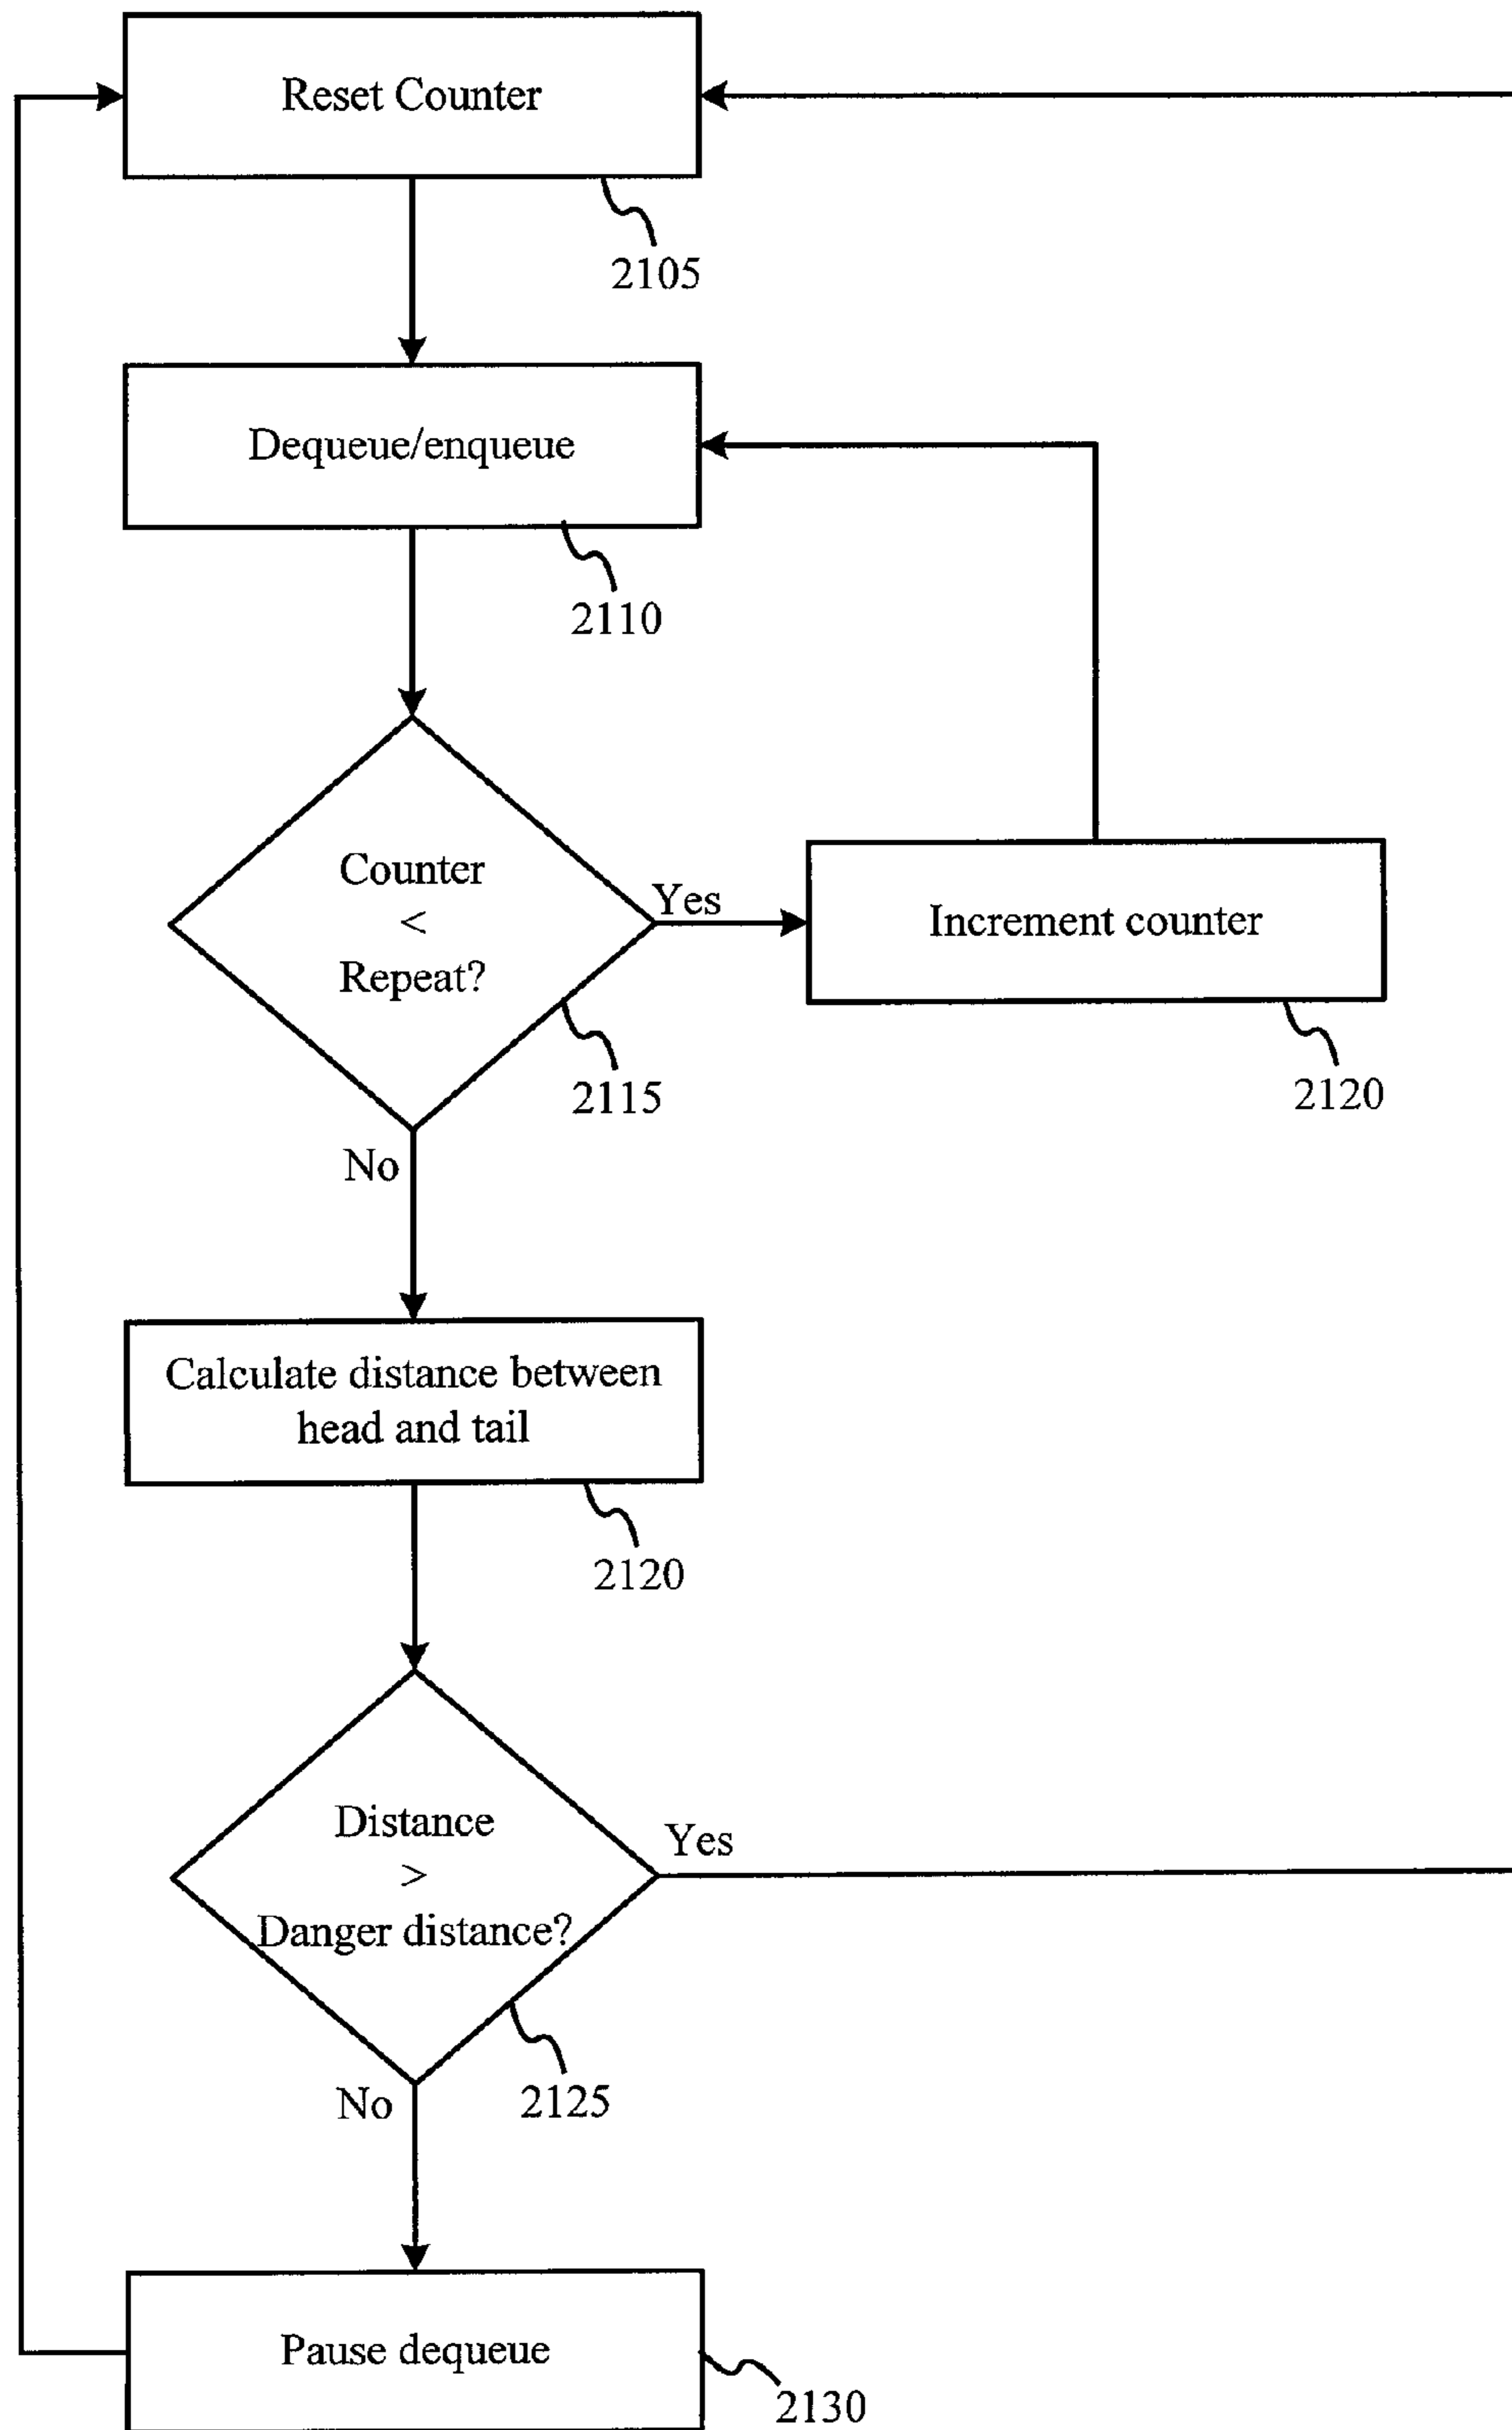 Reset Counter
2105
Dequeue/enqueue
2110
Counter
<
Repeat?
Yes
Increment counter
2115
2120
No
Calculate distance between
head and tail
2120
Distance
>
Danger distance?
Yes
2125
No
Pause dequeue
2130